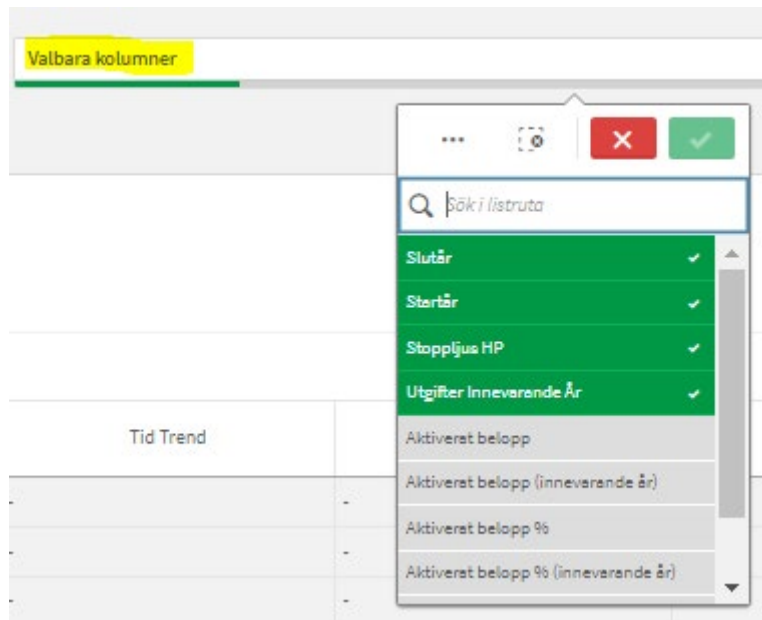 Valbara kolumner
Sök i listruta
Slutår
Startår
Stoppljus HP
Utgifter Innevarande År
Aktiverat belopp
Aktiverat belopp (innevarande år)
Aktiverat belopp %
Aktiverat belopp % (innevarande år)
Tid Trend
-
-
-
-
-
-